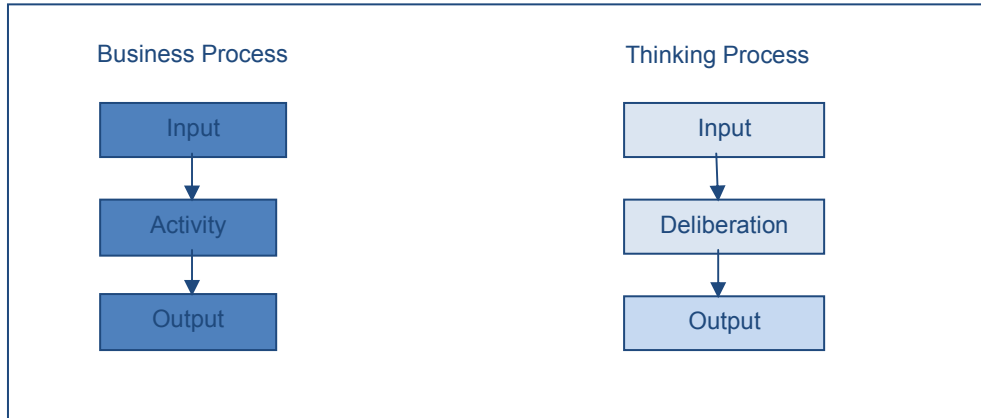 Business Process
Input
Activity
Output
Thinking Process
Input
Deliberation
Output